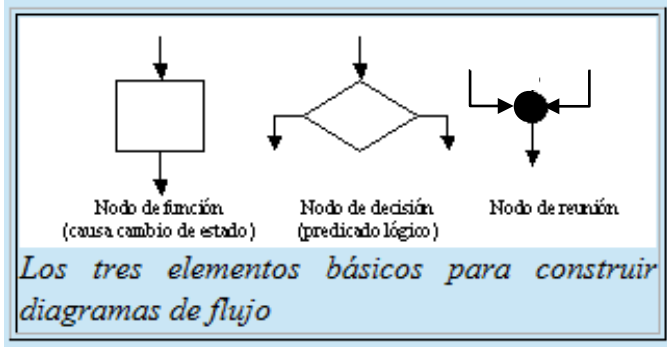 Nodo de función
(causa cambio de estado)
Nodo de decisión
(predicado lógico)
Nodo de reunión
Los tres elementos básicos para construir
diagramas de flujo